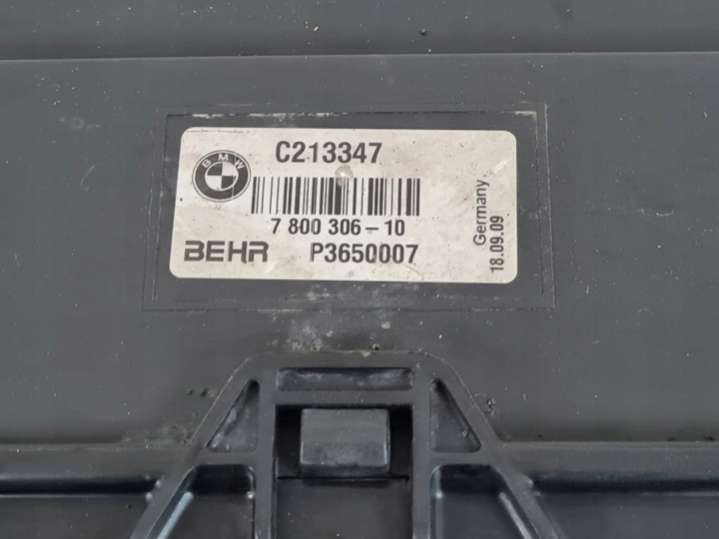 C213347
BMW
7 800 306-10
BEHR P3650007
Germany
18.09.09